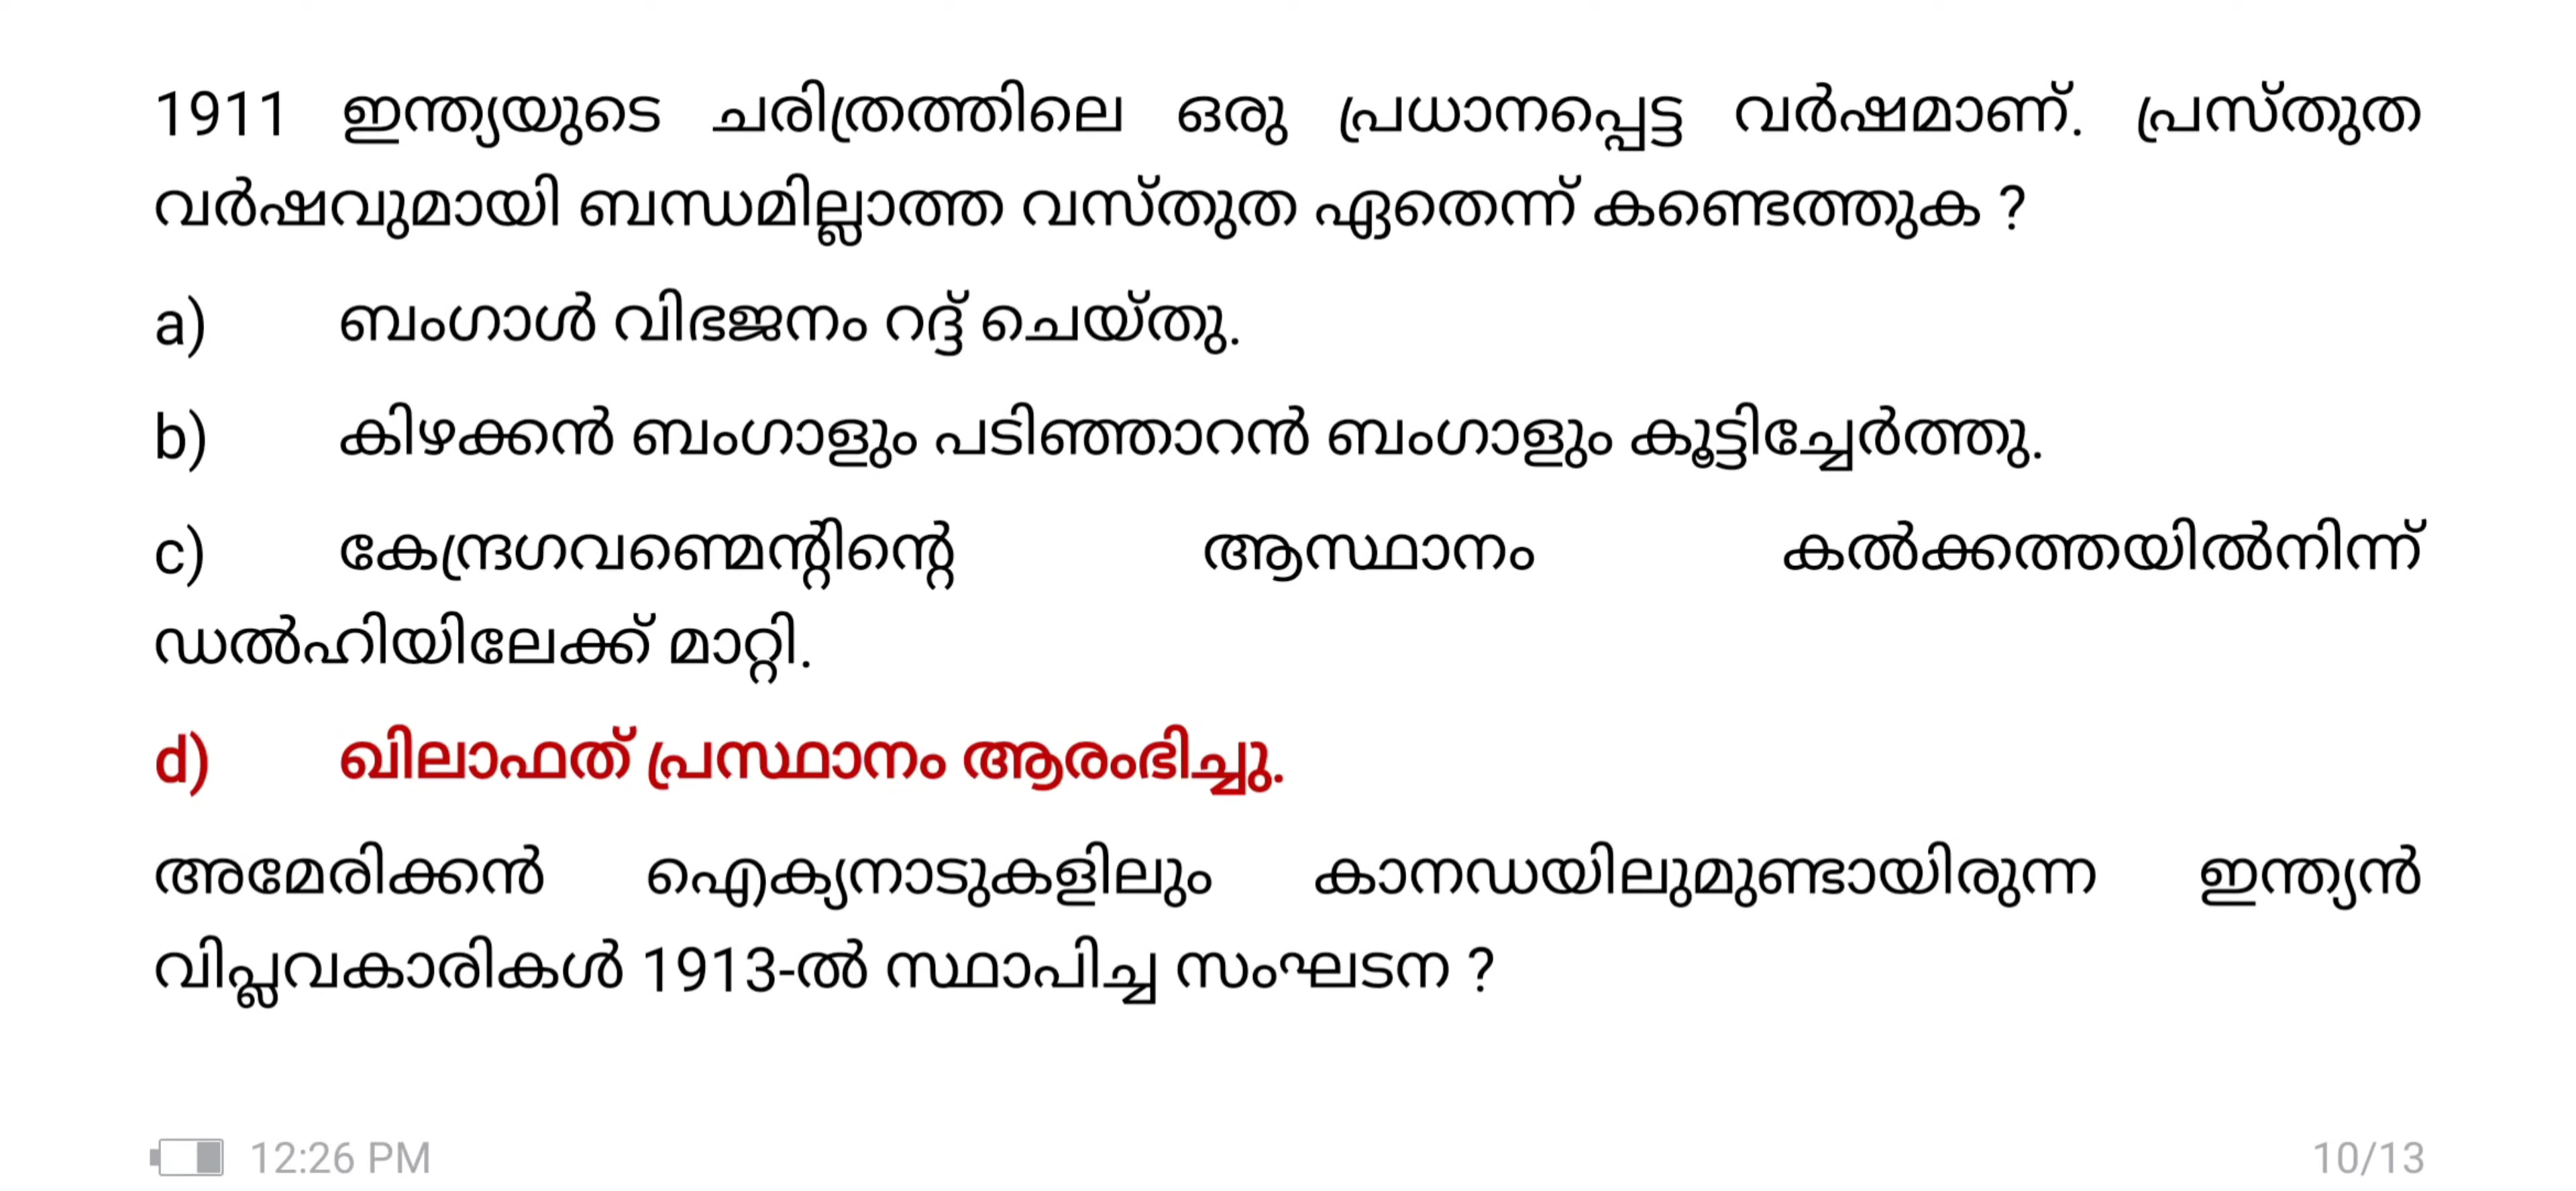 1911 ഇന്ത്യയുടെ ചരിത്രത്തിലെ ഒരു പ്രധാനപ്പെട്ട വർഷമാണ്. പ്രസ്തുത
വർഷവുമായി ബന്ധമില്ലാത്ത വസ്തുത ഏതെന്ന് കണ്ടെത്തുക ?
a) ബംഗാൾ വിഭജനം റദ്ദ് ചെയ്തു.
b) കിഴക്കൻ ബംഗാളും പടിഞ്ഞാറൻ ബംഗാളും കൂട്ടിച്ചേർത്തു.
c) കേന്ദ്രഗവണ്മെന്റിന്റെ ആസ്ഥാനം കൽക്കത്തയിൽനിന്ന്
ഡൽഹിയിലേക്ക് മാറ്റി.
d) ഖിലാഫത് പ്രസ്ഥാനം ആരംഭിച്ചു.
അമേരിക്കൻ ഐക്യനാടുകളിലും കാനഡയിലുമുണ്ടായിരുന്ന ഇന്ത്യൻ
വിപ്ലവകാരികൾ 1913-ൽ സ്ഥാപിച്ച സംഘടന ?
12:26 PM 10/13